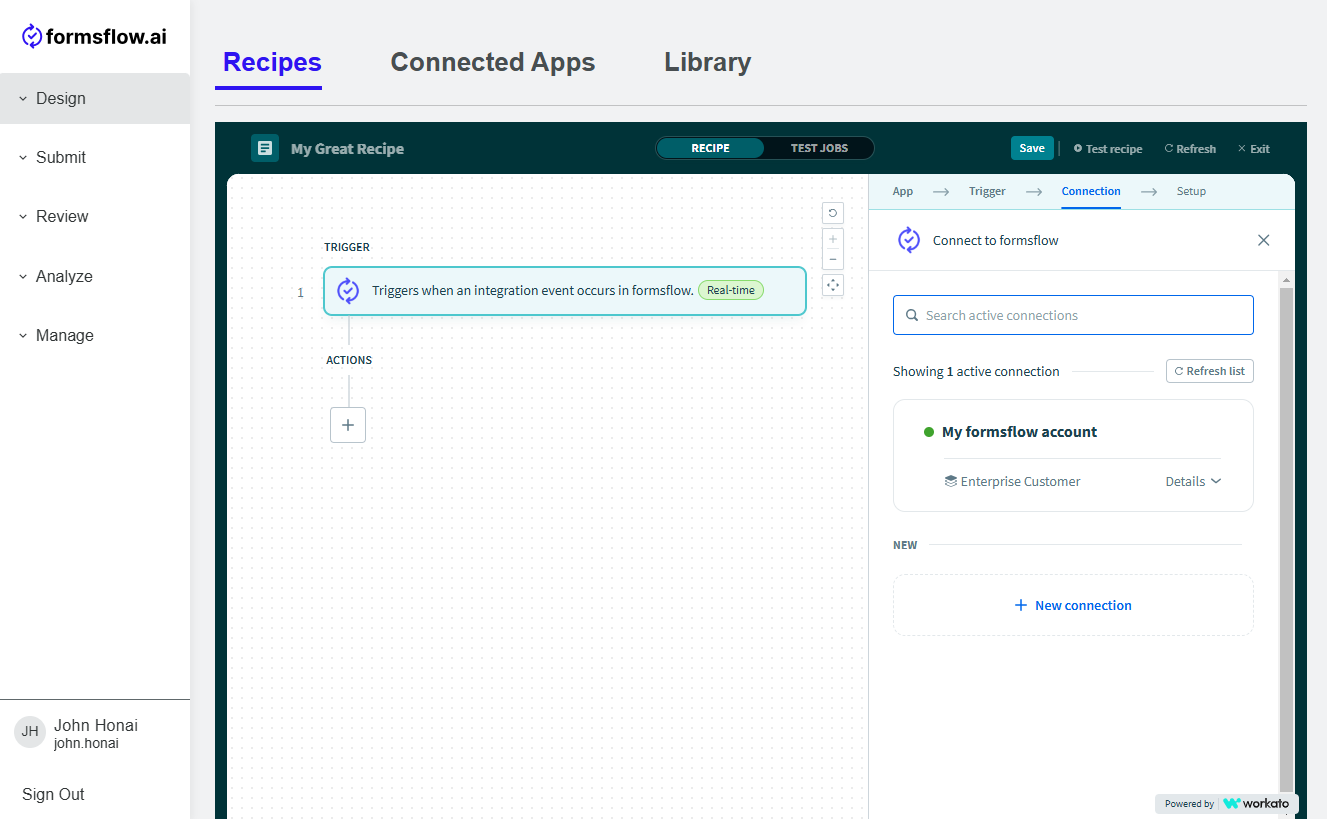 formsflow.ai
Design
Submit
Review
Analyze
Manage
JH
John Honai
john.honai
Sign Out
Recipes Connected Apps Library
My Great Recipe
RECIPE TEST JOBS
Save Test recipe Refresh Exit
TRIGGER
1 Triggers when an integration event occurs in formsflow. Real-time
ACTIONS
App Trigger Connection Setup
Connect to formsflow
Search active connections
Showing 1 active connection Refresh list
My formsflow account
Enterprise Customer Details
NEW
New connection
Powered by workato